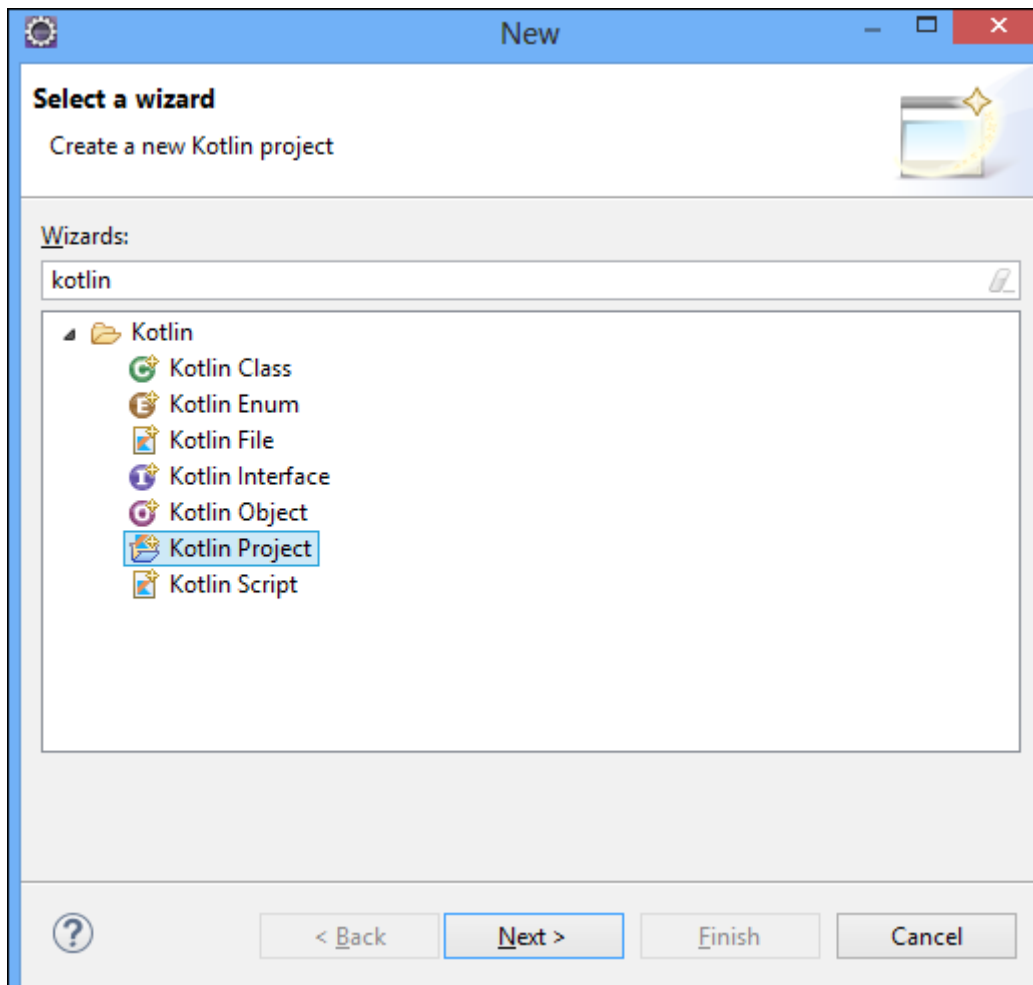 New
Select a wizard
Create a new Kotlin project
Wizards:
kotlin
Kotlin
Kotlin Class
Kotlin Enum
Kotlin File
Kotlin Interface
Kotlin Object
Kotlin Project
Kotlin Script
< Back Next > Finish Cancel